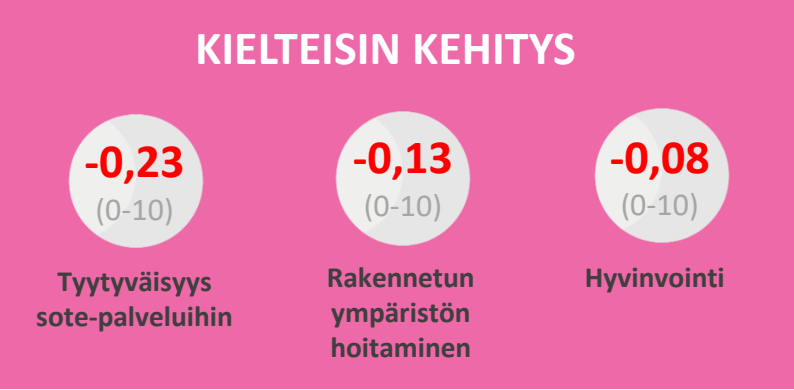 KIELTEISIN KEHITYS
-0,23
(0-10)
Tyytyväisyys
sote-palveluihin
-0,13
(0-10)
Rakennetun
ympäristön
hoitaminen
-0,08
(0-10)
Hyvinvointi